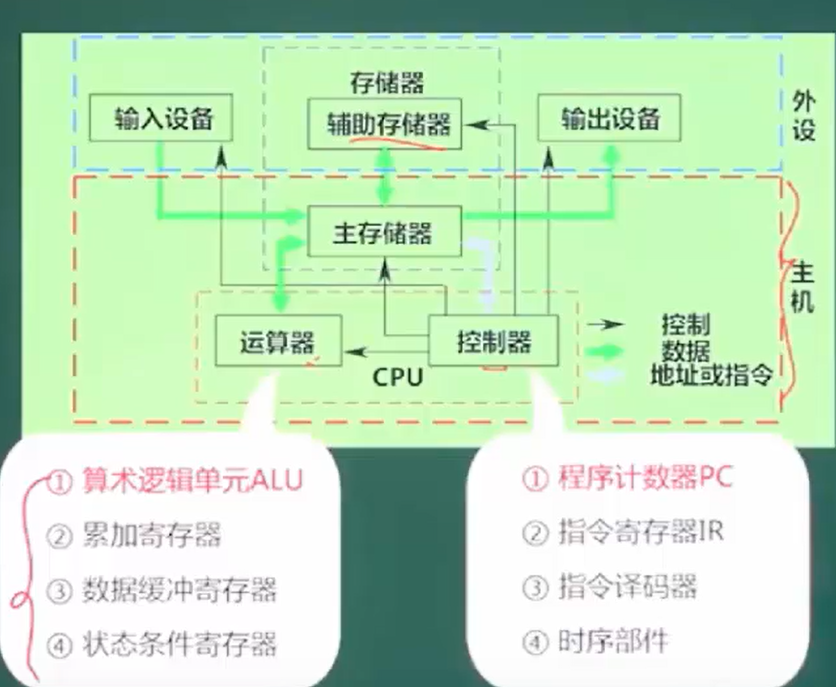 存储器
输入设备
辅助存储器
输出设备
外设
主存储器
主机
运算器
控制器
CPU
控制
数据
地址或指令
① 算术逻辑单元ALU
② 累加寄存器
③ 数据缓冲寄存器
④ 状态条件寄存器
① 程序计数器PC
② 指令寄存器IR
③ 指令译码器
④ 时序部件